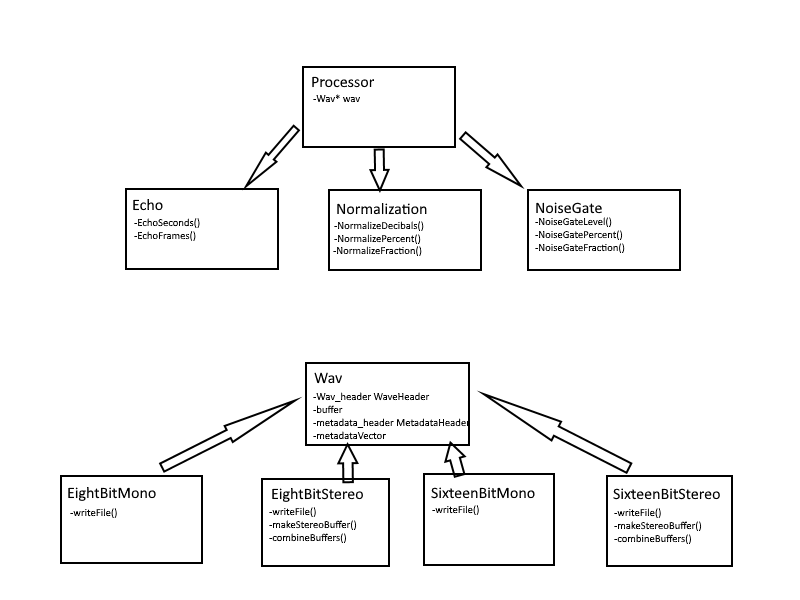 Processor
-Wav* wav
Echo
-EchoSeconds()
-EchoFrames()
Normalization
-NormalizeDecibals()
-NormalizePercent()
-NormalizeFraction()
NoiseGate
-NoiseGateLevel()
-NoiseGatePercent()
-NoiseGateFraction()
Wav
-Wav_header WaveHeader
-buffer
-metadata_header MetadataHeader
-metadataVector
EightBitMono
-writeFile()
EightBitStereo
-writeFile()
-makeStereoBuffer()
-combineBuffers()
SixteenBitMono
-writeFile()
SixteenBitStereo
-writeFile()
-makeStereoBuffer()
-combineBuffers()